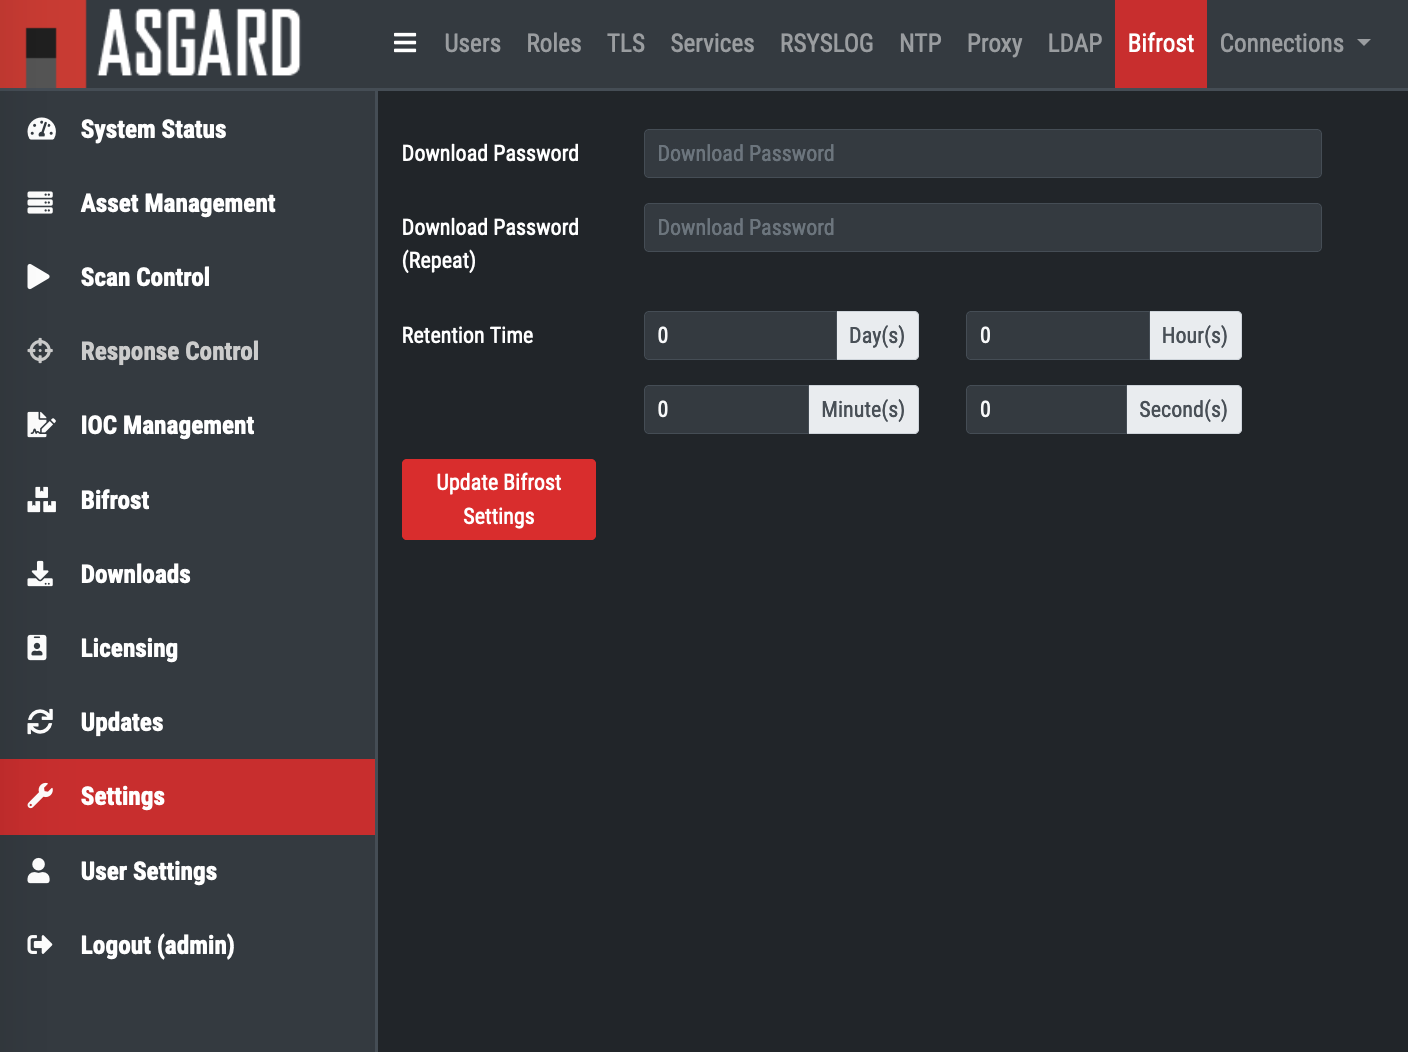 ASGARD
Users Roles TLS Services RSYSLOG NTP Proxy LDAP Bifrost Connections
System Status
Asset Management
Scan Control
Response Control
IOC Management
Bifrost
Downloads
Licensing
Updates
Settings
User Settings
Logout (admin)
Download Password Download Password
Download Password Download Password
(Repeat)
Retention Time 0 Day(s) 0 Hour(s)
0 Minute(s) 0 Second(s)
Update Bifrost
Settings